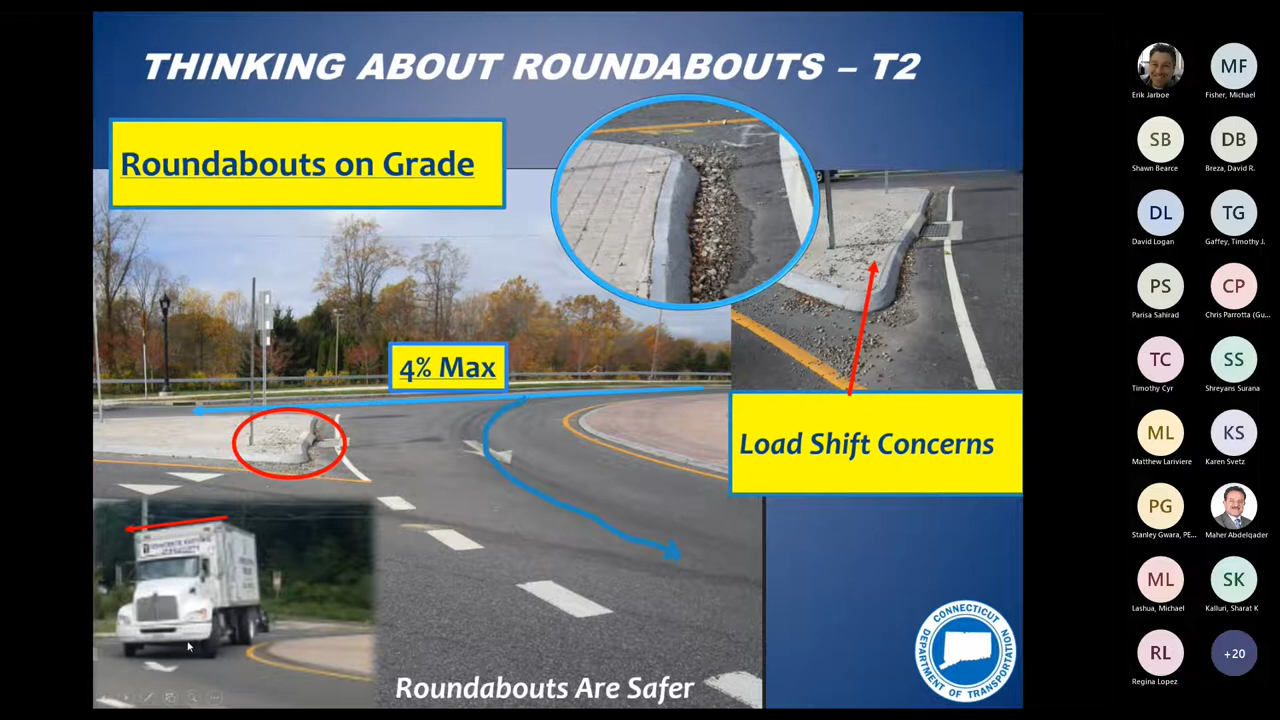 THINKING ABOUT ROUNDABOUTS – T2
Roundabouts on Grade
4% Max
Load Shift Concerns
Roundabouts Are Safer
CONNECTICUT
DEPARTMENT OF TRANSPORTATION
Erik Jarboe
MF
Fisher, Michael
SB
Shawn Bearce
DB
Breza, David R.
DL
David Logan
TG
Gaffey, Timothy J.
PS
Parisa Sahirad
CP
Chris Parrotta (Gu...
TC
Timothy Cyr
SS
Shreyans Surana
ML
Matthew Lariviere
KS
Karen Svetz
PG
Stanley Gwara, PE...
Maher Abdelqader
ML
Lashua, Michael
SK
Kalluri, Sharat K
RL
Regina Lopez
+20